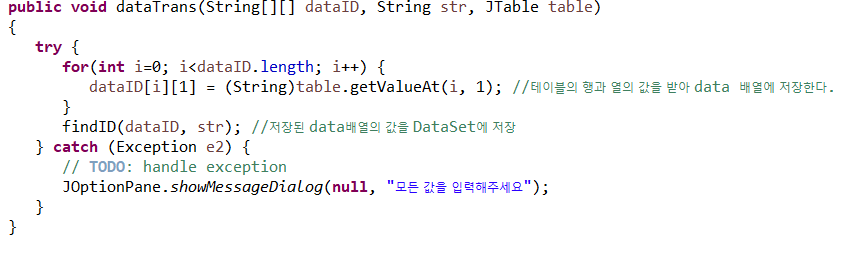 public void dataTrans(String[][] dataID, String str, JTable table)
{
try {
for(int i=0; i<dataID.length; i++) {
dataID[i][1] = (String)table.getValueAt(i, 1); //테이블의 행과 열의 값을 받아 data 배열에 저장한다.
}
findID(dataID, str); //저장된 data배열의 값을 DataSet에 저장
} catch (Exception e2) {
// TODO: handle exception
JOptionPane.showMessageDialog(null, "모든 값을 입력해주세요");
}
}